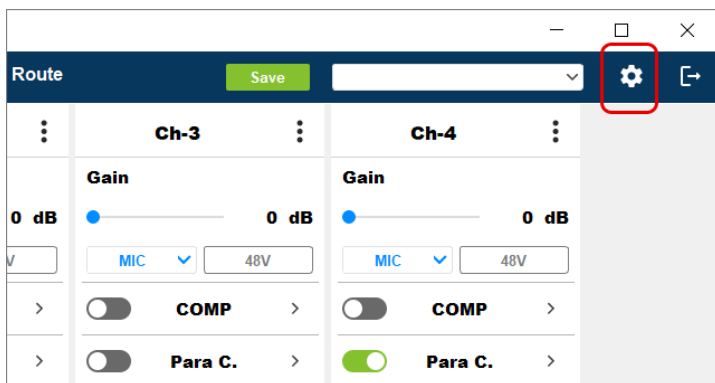 Route Save
Ch-3 Ch-4
Gain Gain
0 dB 0 dB 0 dB
V MIC 48V MIC 48V
COMP COMP
Para C. Para C.